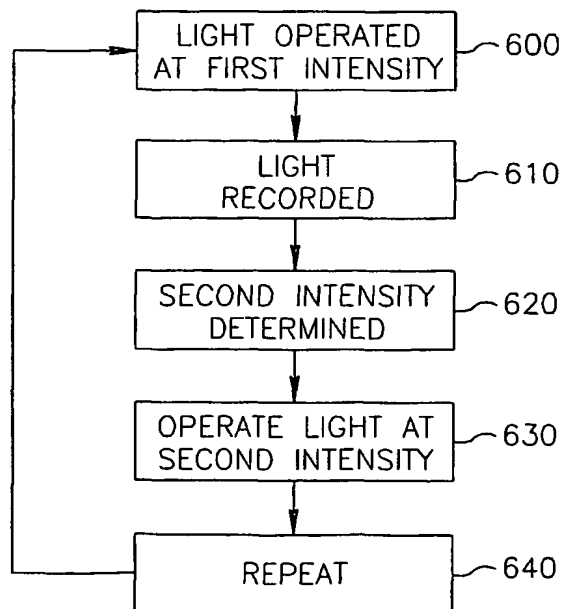 LIGHT OPERATED
AT FIRST INTENSITY
600
LIGHT
RECORDED
610
SECOND INTENSITY
DETERMINED
620
OPERATE LIGHT AT
SECOND INTENSITY
630
REPEAT
640